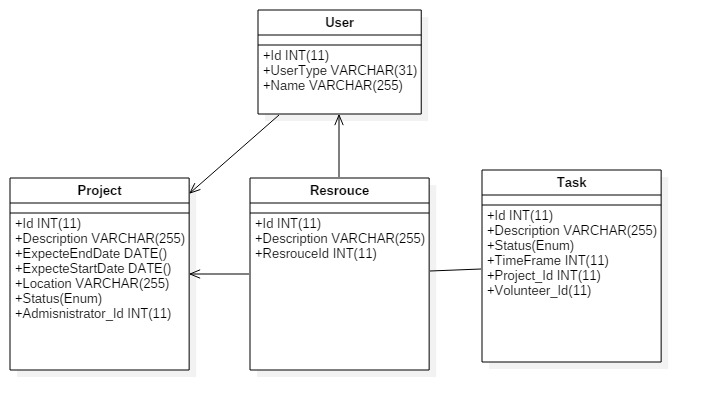 User
+Id INT(11)
+UserType VARCHAR(31)
+Name VARCHAR(255)
Project
+Id INT(11)
+Description VARCHAR(255)
+ExpecteEndDate DATE()
+ExpecteStartDate DATE()
+Location VARCHAR(255)
+Status(Enum)
+Admisnistrator_Id INT(11)
Resrouce
+Id INT(11)
+Description VARCHAR(255)
+ResrouceId INT(11)
Task
+Id INT(11)
+Description VARCHAR(255)
+Status(Enum)
+TimeFrame INT(11)
+Project_Id INT(11)
+Volunteer_Id(11)